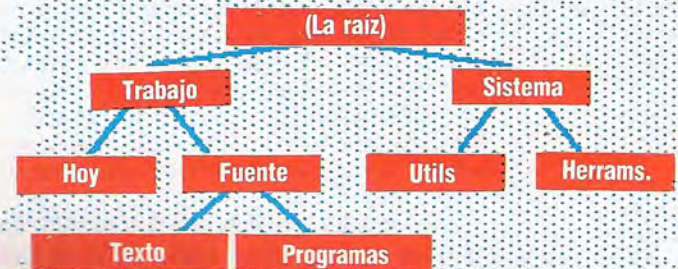 (La raíz)
Trabajo
Sistema
Hoy
Fuente
Utils
Herrams.
Texto
Programas